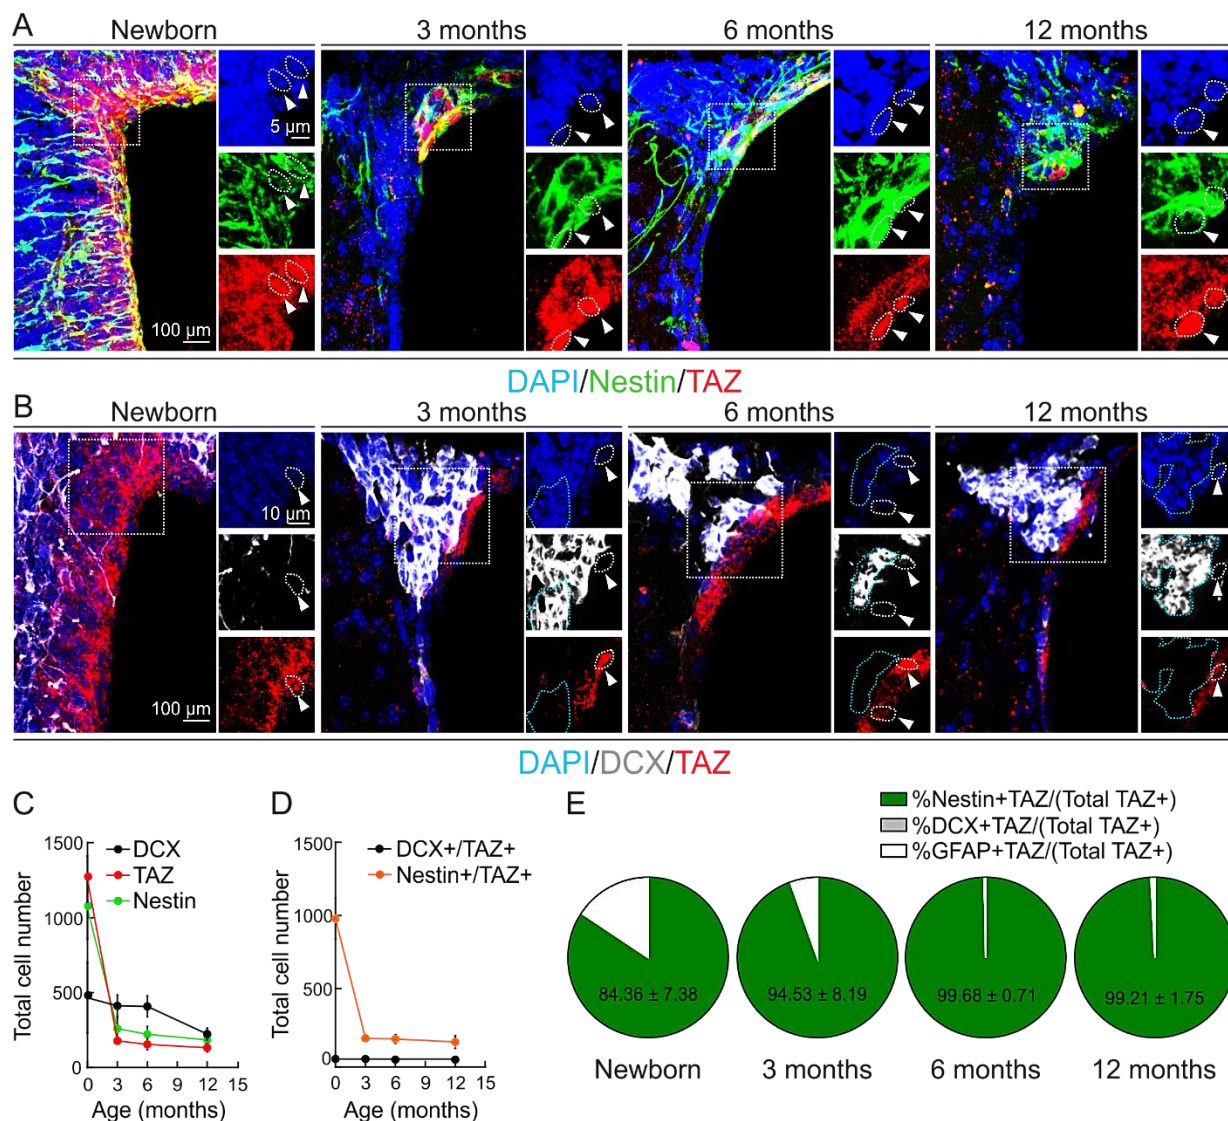 A
Newborn
3 months
6 months
12 months
5 μm
100 μm
DAPI/Nestin/TAZ
B
Newborn
3 months
6 months
12 months
10 μm
100 μm
DAPI/DCX/TAZ
C
1500
1000
500
0
Total cell number
DCX
TAZ
Nestin
0 3 6 9 12 15
Age (months)
D
1500
1000
500
0
Total cell number
DCX+/TAZ+
Nestin+/TAZ+
0 3 6 9 12 15
Age (months)
E
%Nestin+TAZ/(Total TAZ+)
%DCX+TAZ/(Total TAZ+)
%GFAP+TAZ/(Total TAZ+)
84.36 ± 7.38
94.53 ± 8.19
99.68 ± 0.71
99.21 ± 1.75
Newborn
3 months
6 months
12 months